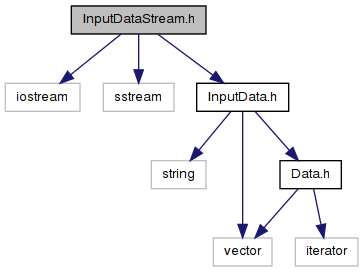 InputDataStream.h
iostream
sstream
InputData.h
string
Data.h
vector
iterator